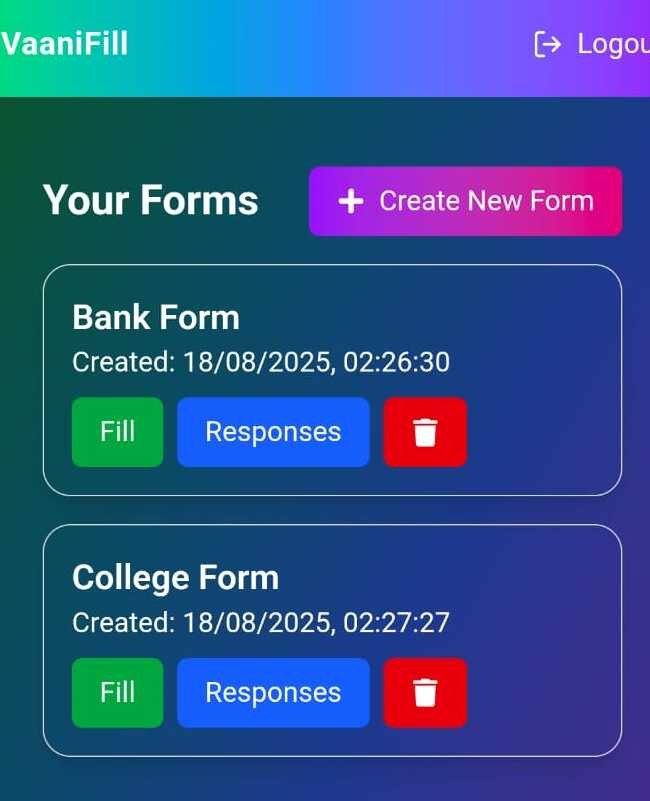 VaaniFill
Logou
Your Forms
Create New Form
Bank Form
Created: 18/08/2025, 02:26:30
Fill Responses
College Form
Created: 18/08/2025, 02:27:27
Fill Responses